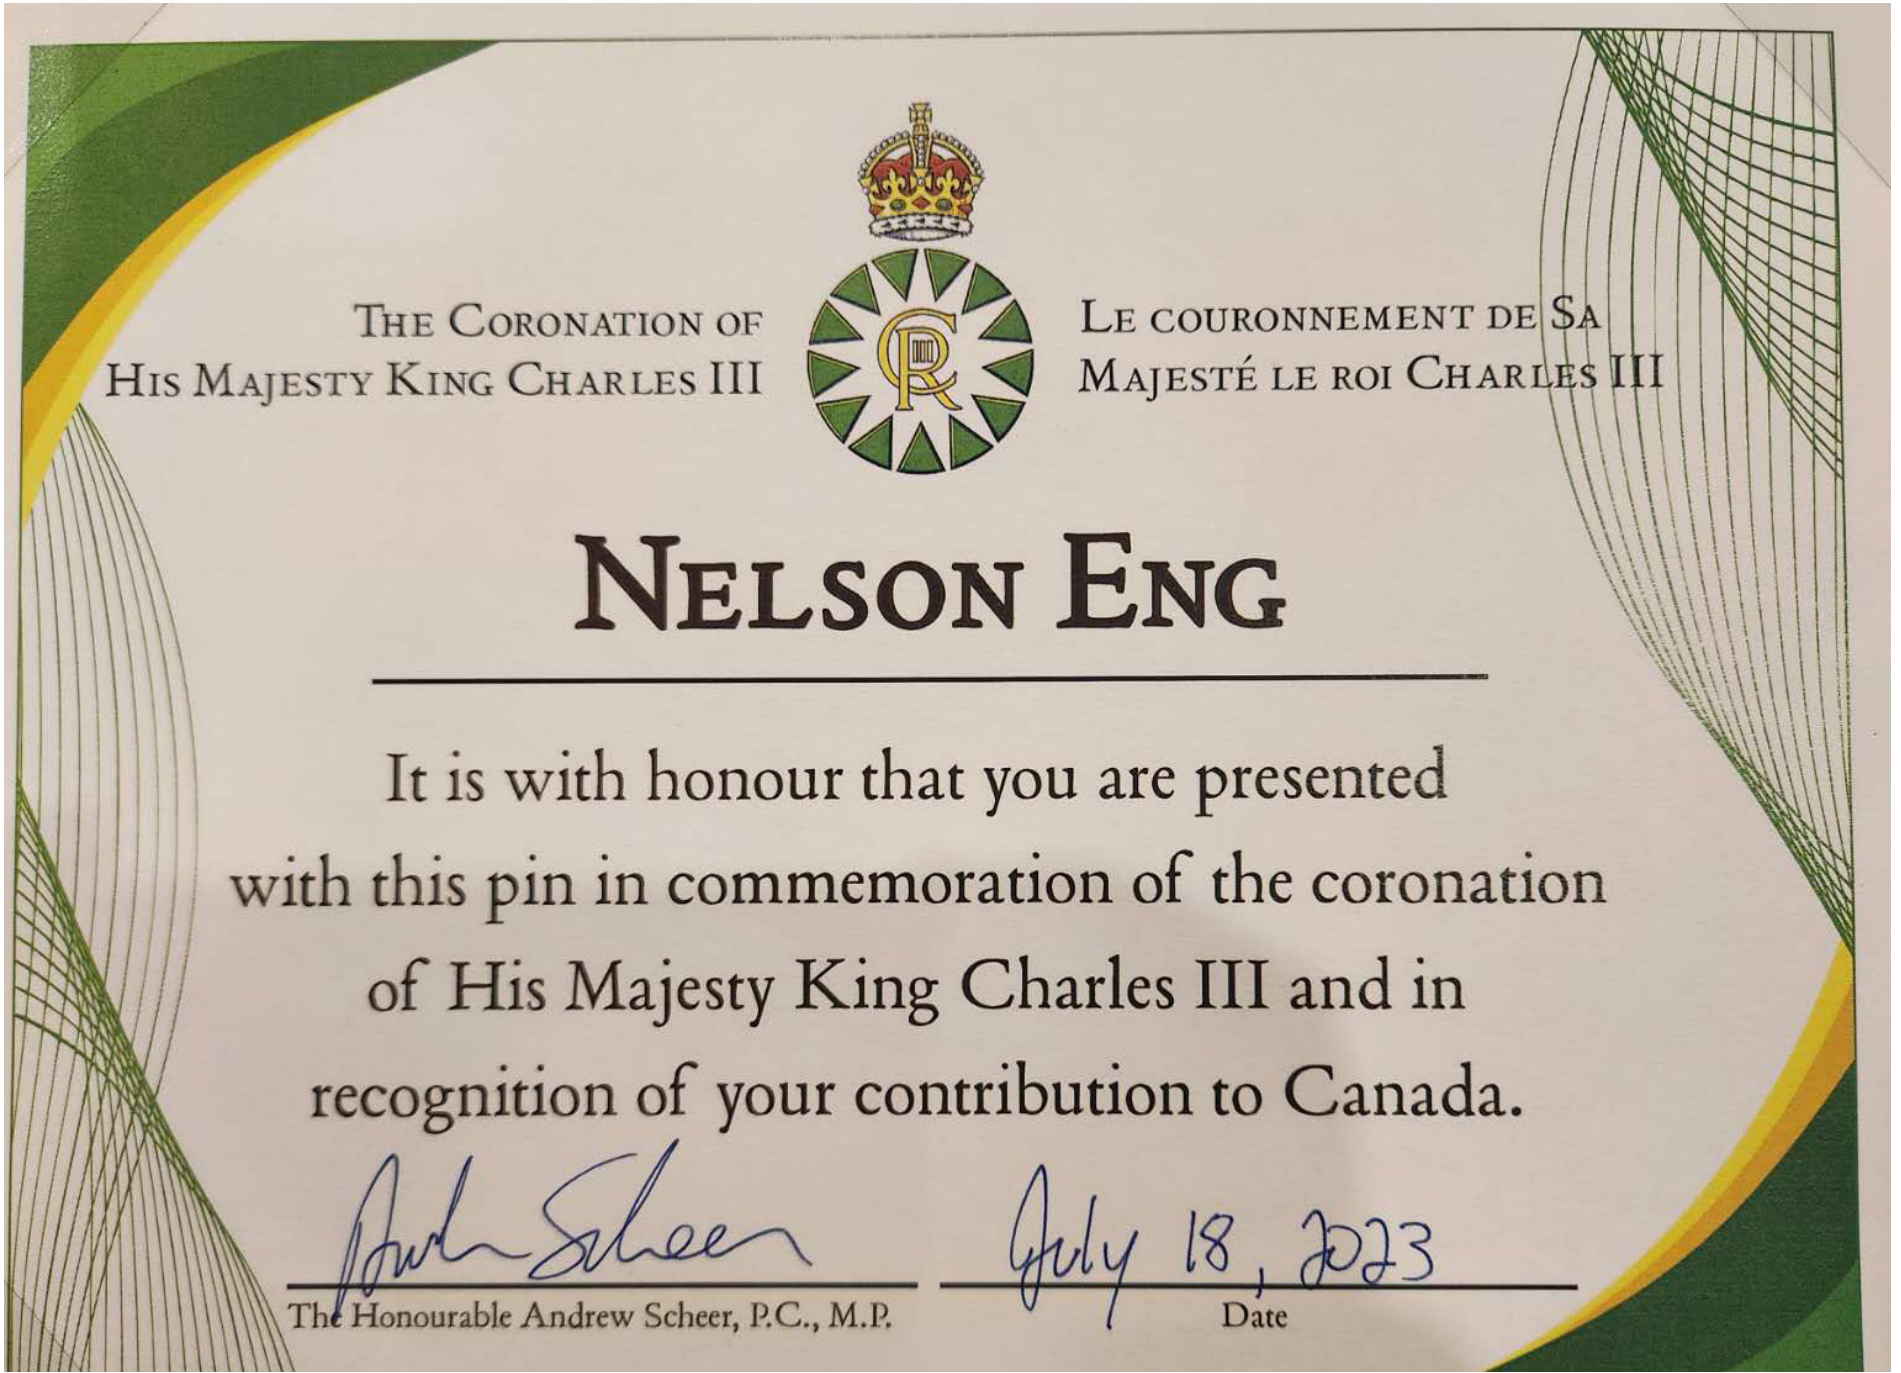 THE CORONATION OF
HIS MAJESTY KING CHARLES III
LE COURONNEMENT DE SA
MAJESTÉ LE ROI CHARLES III
NELSON ENG
It is with honour that you are presented
with this pin in commemoration of the coronation
of His Majesty King Charles III and in
recognition of your contribution to Canada.
Andrew Scheer
July 18, 2023
The Honourable Andrew Scheer, P.C., M.P.
Date